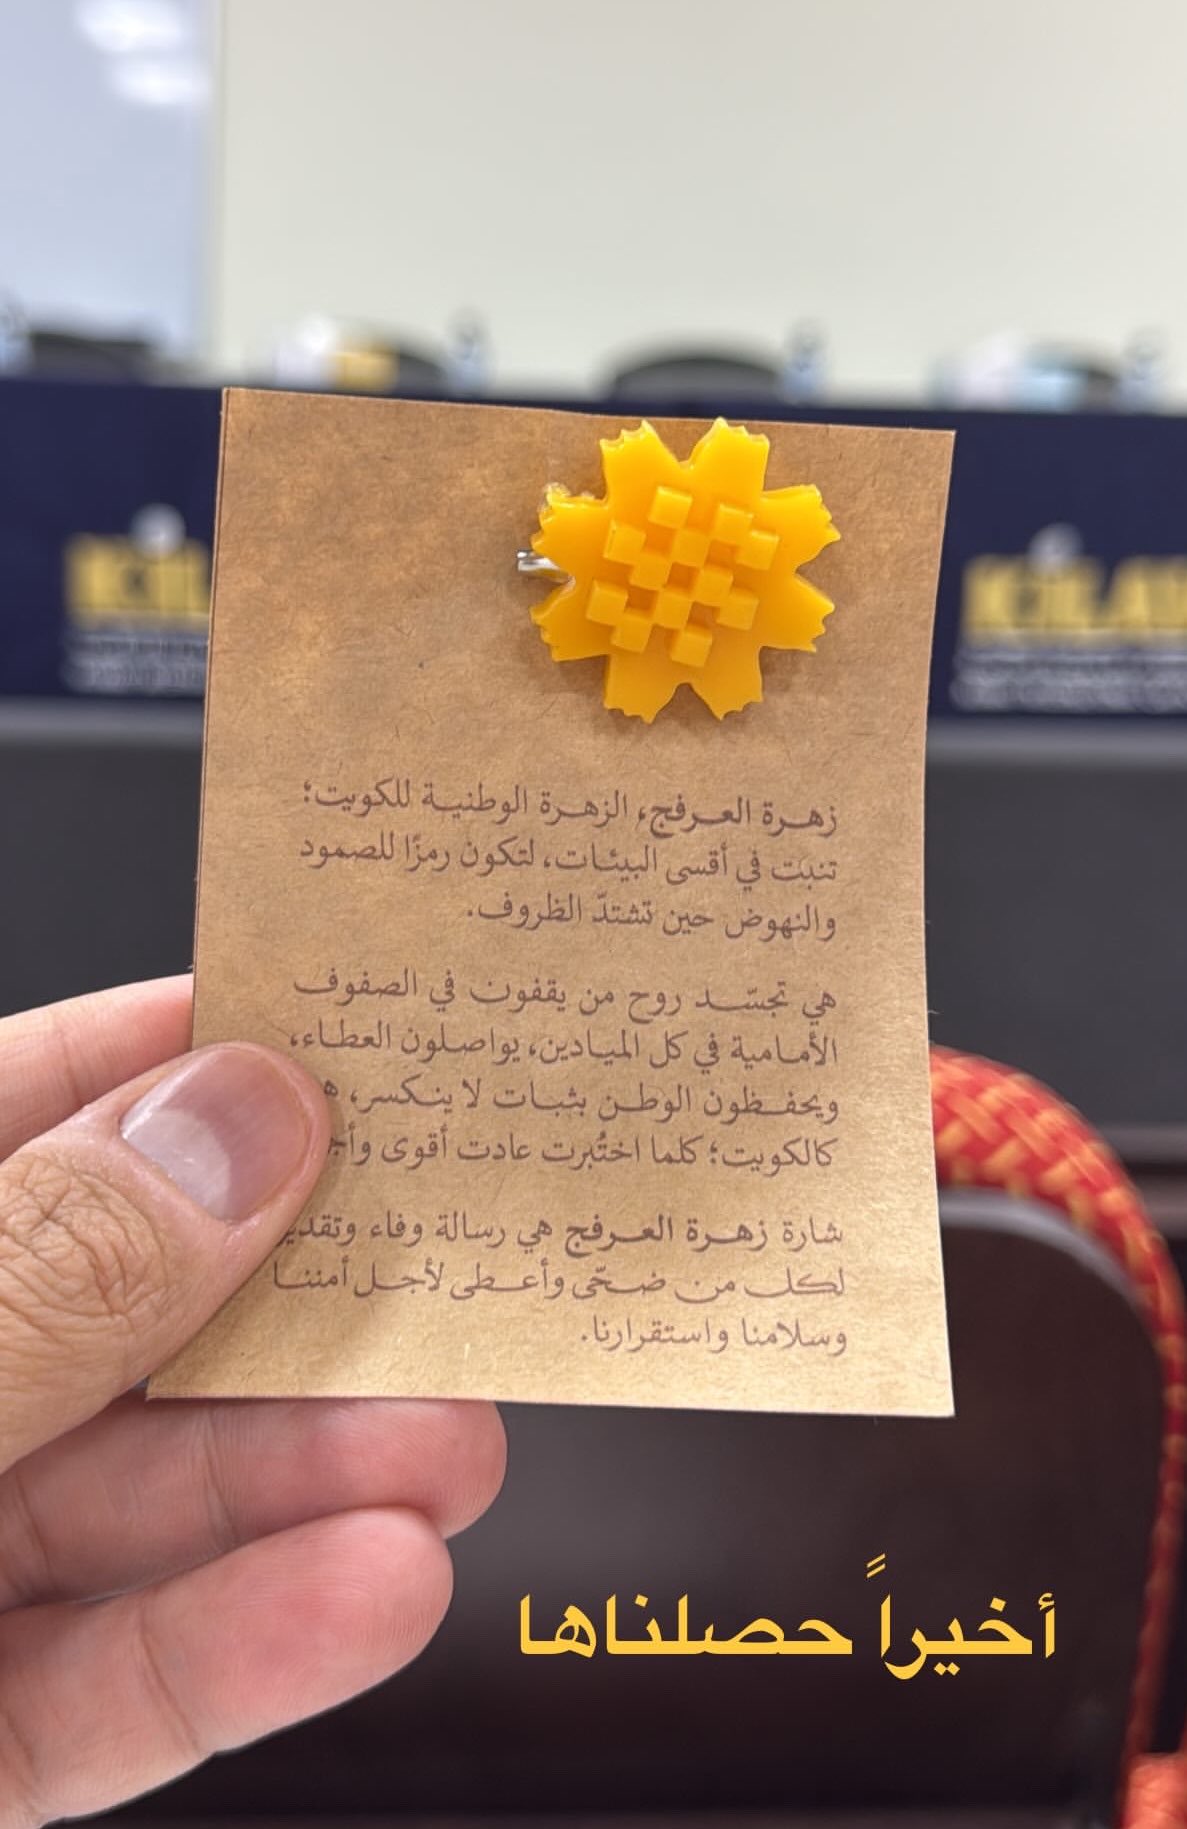 زهرة العرفج، الزهرة الوطنية للكويت؛
تنبت في أقسى البيئات، لتكون رمزًا للصمود
والنهوض حين تشتدّ الظروف.
هي تجسّد روح من يقفون في الصفوف
الأمامية في كل الميادين، يواصلون العطاء،
ويحفظون الوطن بثبات لا ينكسر،
كالكويت؛ كلما اختُبرت عادت أقوى
شارة زهرة العرفج هي رسالة وفاء وتقدير
لكل من ضحّى وأعطى لأجل أمننا
وسلامنا واستقرارنا.
أخيراً حصلناها